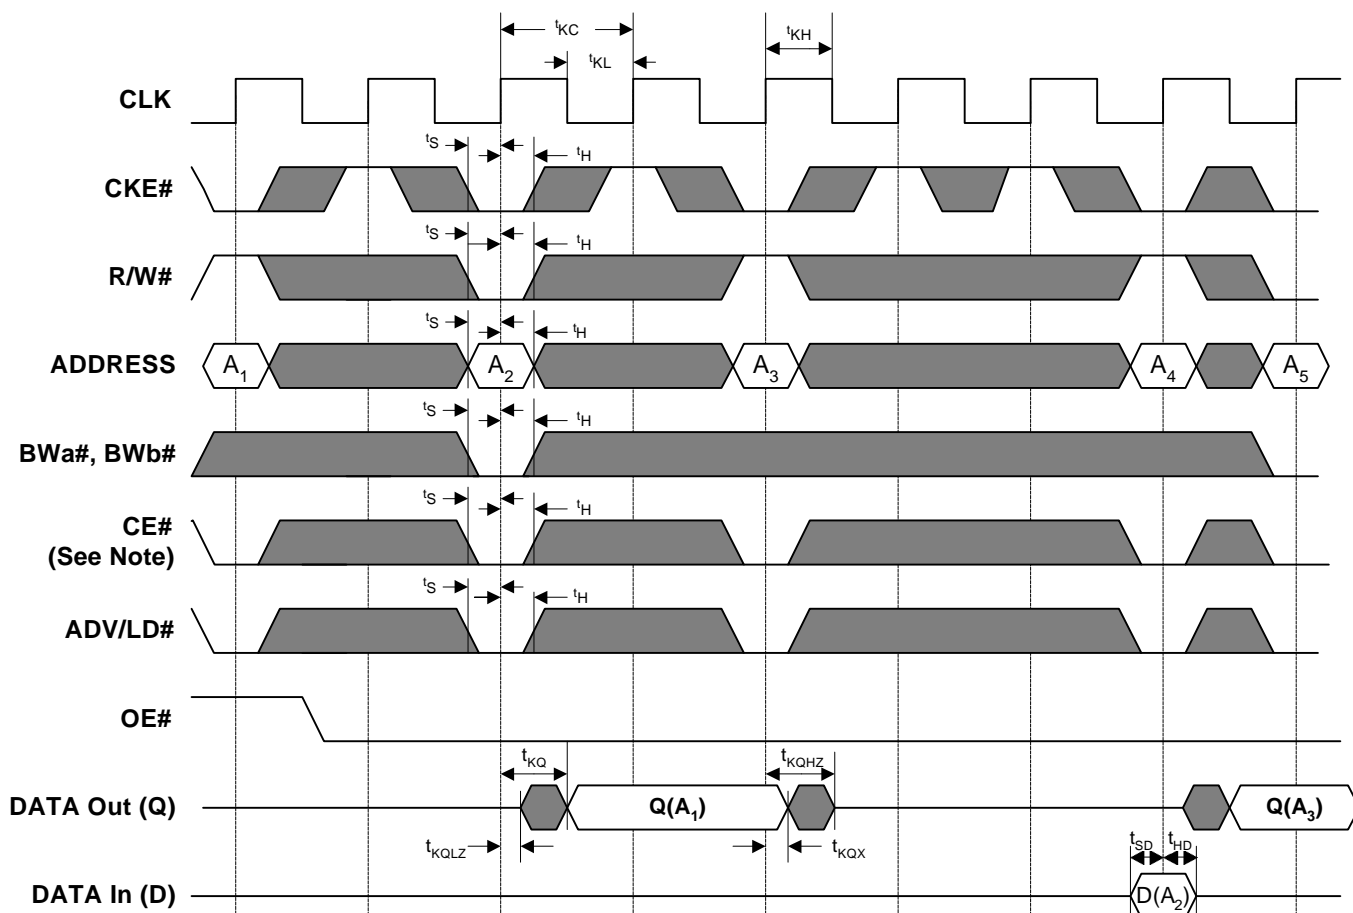 tKC
tKH
tKL
CLK
tS
tH
CKE#
tS
tH
R/W#
tS
tH
ADDRESS
A1
A2
A3
A4
A5
tS
tH
BWa#, BWb#
tS
tH
CE#
(See Note)
tS
tH
ADV/LD#
OE#
tKQ
tKQHZ
DATA Out (Q)
Q(A1)
Q(A3)
tKQLZ
tKQX
tSD
tHD
DATA In (D)
D(A2)